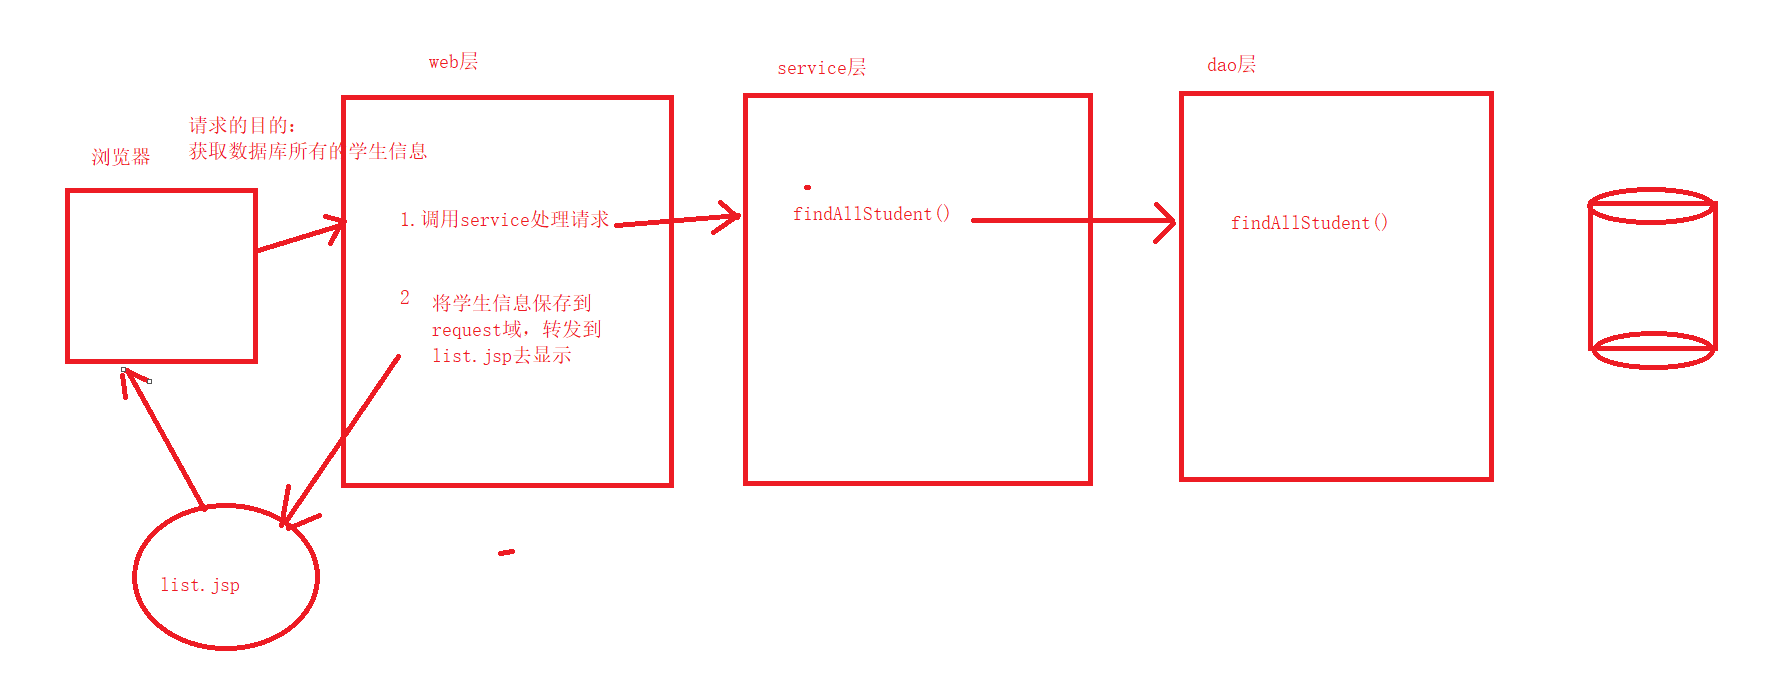 web层
service层
dao层
请求的目的:
获取数据库所有的学生信息
浏览器
1.调用service处理请求
findAllStudent()
findAllStudent()
2
将学生信息保存到
request域，转发到
list.jsp去显示
list.jsp